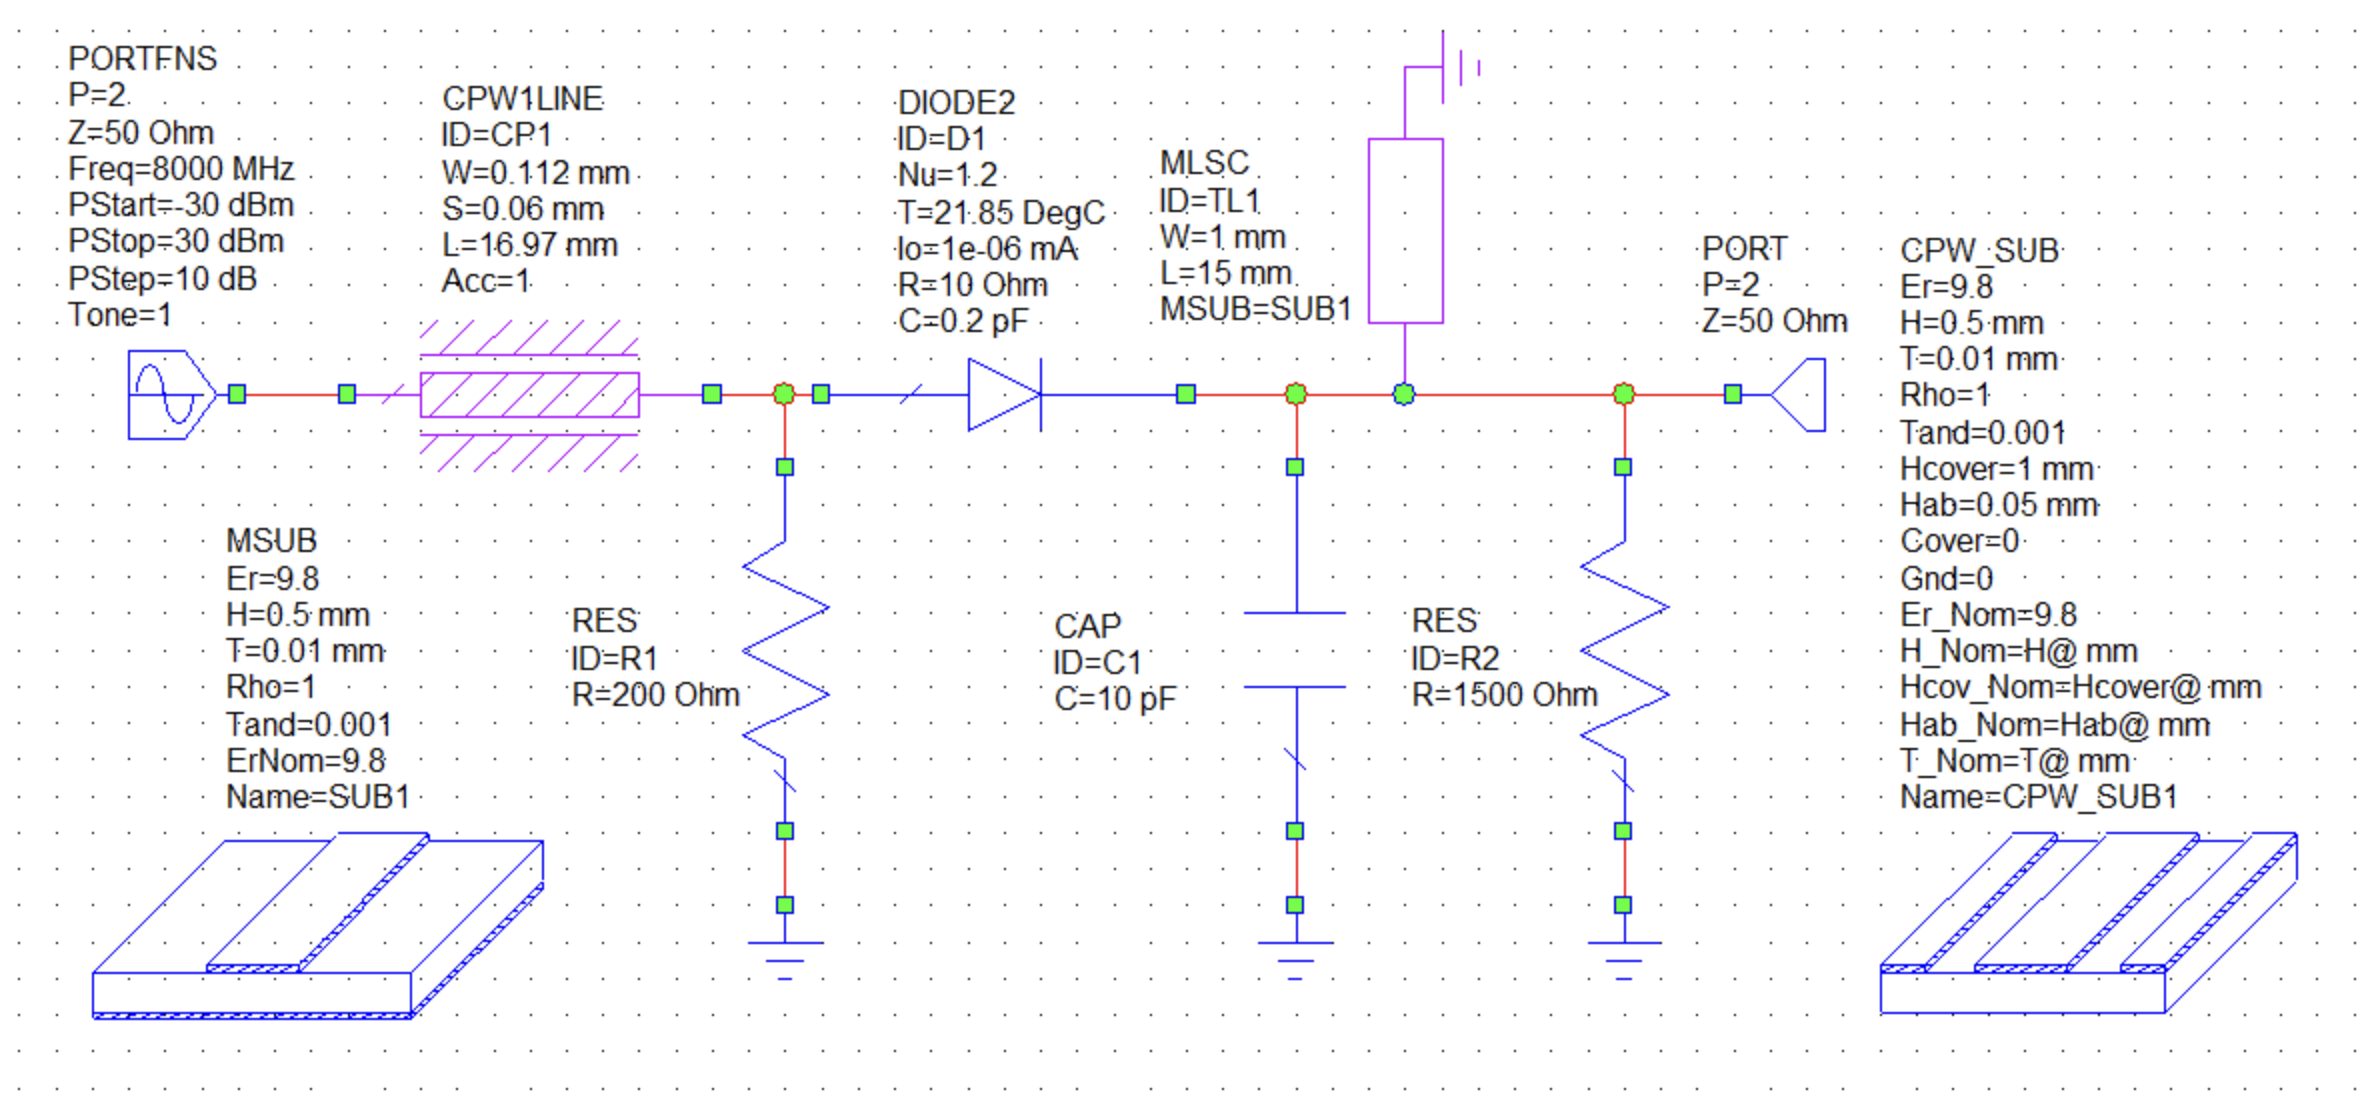 PORTFNS
P=2
Z=50 Ohm
Freq=8000 MHz
PStart=-30 dBm
PStop=30 dBm
PStep=10 dB
Tone=1
CPW1LINE
ID=CP1
W=0.112 mm
S=0.06 mm
L=16.97 mm
Acc=1
DIODE2
ID=D1
Nu=1.2
T=21.85 DegC
Io=1e-06 mA
R=10 Ohm
C=0.2 pF
MLSC
ID=TL1
W=1 mm
L=15 mm
MSUB=SUB1
PORT
P=2
Z=50 Ohm
CPW_SUB
Er=9.8
H=0.5 mm
T=0.01 mm
Rho=1
Tand=0.001
Hcover=1 mm
Hab=0.05 mm
Cover=0
Gnd=0
Er_Nom=9.8
H_Nom=H@ mm
Hcov_Nom=Hcover@ mm
Hab_Nom=Hab@ mm
T_Nom=T@ mm
Name=CPW_SUB1
MSUB
Er=9.8
H=0.5 mm
T=0.01 mm
Rho=1
Tand=0.001
ErNom=9.8
Name=SUB1
RES
ID=R1
R=200 Ohm
CAP
ID=C1
C=10 pF
RES
ID=R2
R=1500 Ohm